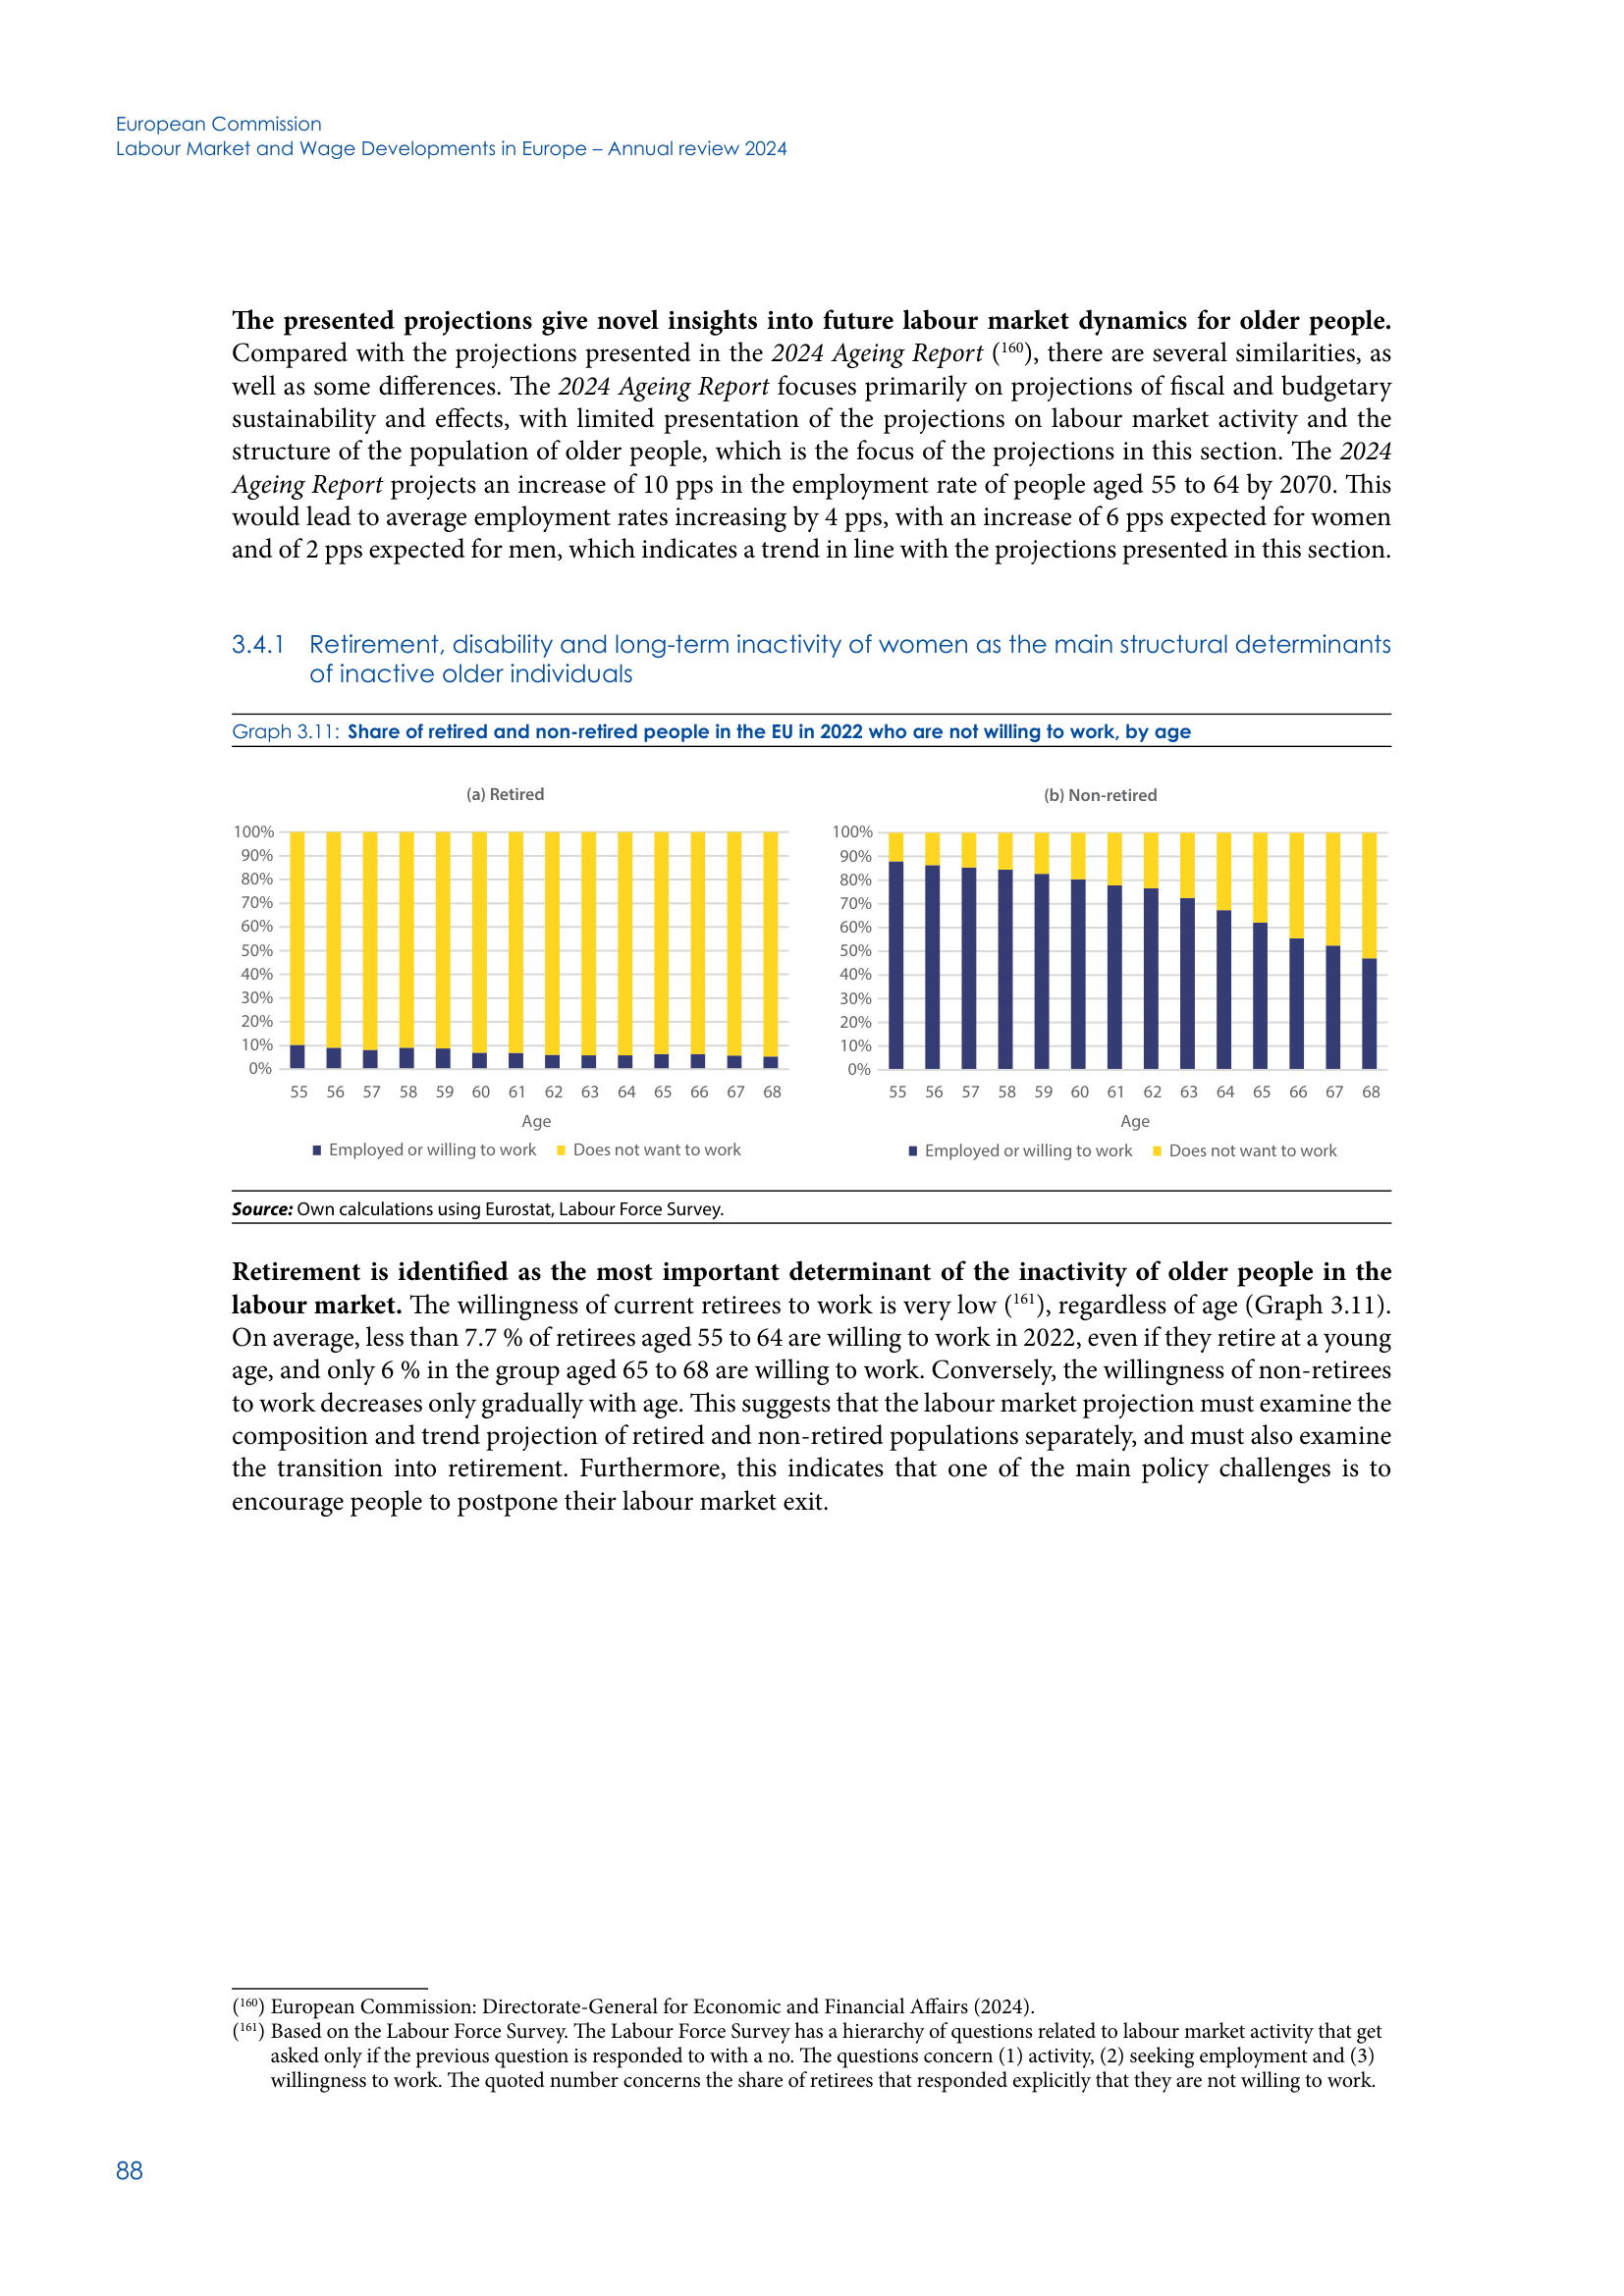 European Commission
Labour Market and Wage Developments in Europe – Annual review 2024
The presented projections give novel insights into future labour market dynamics for older people.
Compared with the projections presented in the 2024 Ageing Report (160), there are several similarities, as
well as some differences. The 2024 Ageing Report focuses primarily on projections of fiscal and budgetary
sustainability and effects, with limited presentation of the projections on labour market activity and the
structure of the population of older people, which is the focus of the projections in this section. The 2024
Ageing Report projects an increase of 10 pps in the employment rate of people aged 55 to 64 by 2070. This
would lead to average employment rates increasing by 4 pps, with an increase of 6 pps expected for women
and of 2 pps expected for men, which indicates a trend in line with the projections presented in this section.
3.4.1 Retirement, disability and long-term inactivity of women as the main structural determinants
of inactive older individuals
Graph 3.11: Share of retired and non-retired people in the EU in 2022 who are not willing to work, by age
(a) Retired
100%
90%
80%
70%
60%
50%
40%
30%
20%
10%
0%
55 56 57 58 59 60 61 62 63 64 65 66 67 68
Age
Employed or willing to work Does not want to work
(b) Non-retired
100%
90%
80%
70%
60%
50%
40%
30%
20%
10%
0%
55 56 57 58 59 60 61 62 63 64 65 66 67 68
Age
Employed or willing to work Does not want to work
Source: Own calculations using Eurostat, Labour Force Survey.
Retirement is identified as the most important determinant of the inactivity of older people in the
labour market. The willingness of current retirees to work is very low (161), regardless of age (Graph 3.11).
On average, less than 7.7 % of retirees aged 55 to 64 are willing to work in 2022, even if they retire at a young
age, and only 6 % in the group aged 65 to 68 are willing to work. Conversely, the willingness of non-retirees
to work decreases only gradually with age. This suggests that the labour market projection must examine the
composition and trend projection of retired and non-retired populations separately, and must also examine
the transition into retirement. Furthermore, this indicates that one of the main policy challenges is to
encourage people to postpone their labour market exit.
(160) European Commission: Directorate-General for Economic and Financial Affairs (2024).
(161) Based on the Labour Force Survey. The Labour Force Survey has a hierarchy of questions related to labour market activity that get
asked only if the previous question is responded to with a no. The questions concern (1) activity, (2) seeking employment and (3)
willingness to work. The quoted number concerns the share of retirees that responded explicitly that they are not willing to work.
88